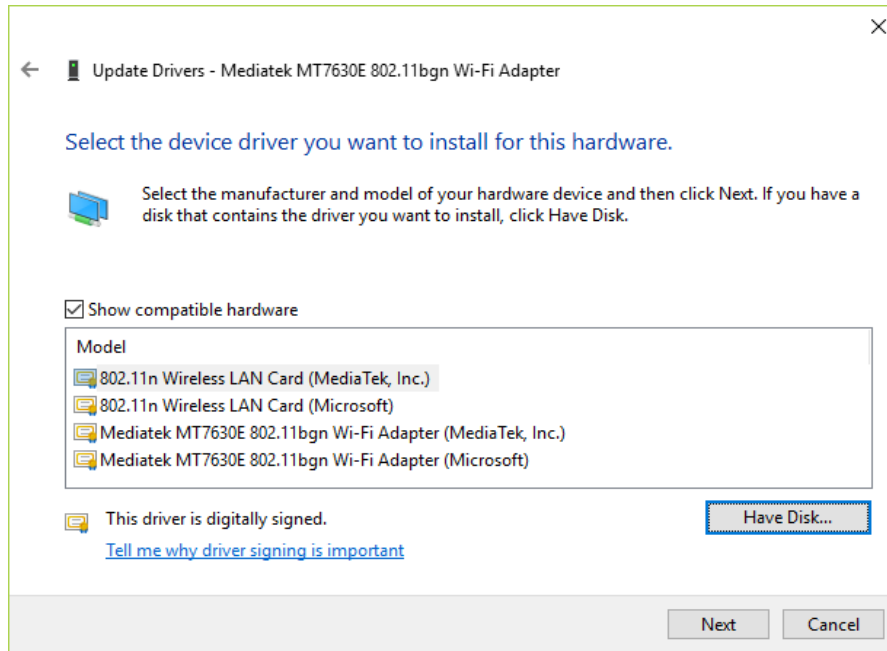 Update Drivers - Mediatek MT7630E 802.11bgn Wi-Fi Adapter
Select the device driver you want to install for this hardware.
Select the manufacturer and model of your hardware device and then click Next. If you have a
disk that contains the driver you want to install, click Have Disk.
Show compatible hardware
Model
802.11n Wireless LAN Card (MediaTek, Inc.)
802.11n Wireless LAN Card (Microsoft)
Mediatek MT7630E 802.11bgn Wi-Fi Adapter (MediaTek, Inc.)
Mediatek MT7630E 802.11bgn Wi-Fi Adapter (Microsoft)
This driver is digitally signed.
Have Disk...
Tell me why driver signing is important
Next
Cancel